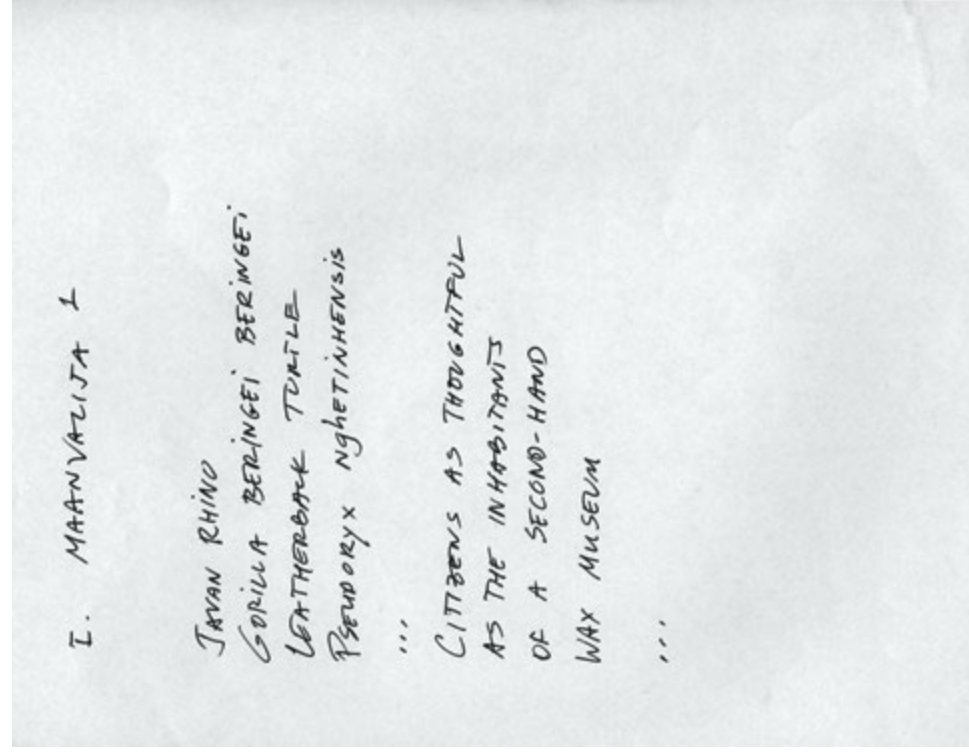 I. MAANVALITA 1
JAVAN RHINO
GORILLA BERINGEI BERINGEI
LEATHERBACK TURTLE
PSEUDORYX NGHETINHENSIS
...
CITIZENS AS THOUGHTFUL
AS THE INHABITANTS
OF A SECOND-HAND
WAX MUSEUM
...